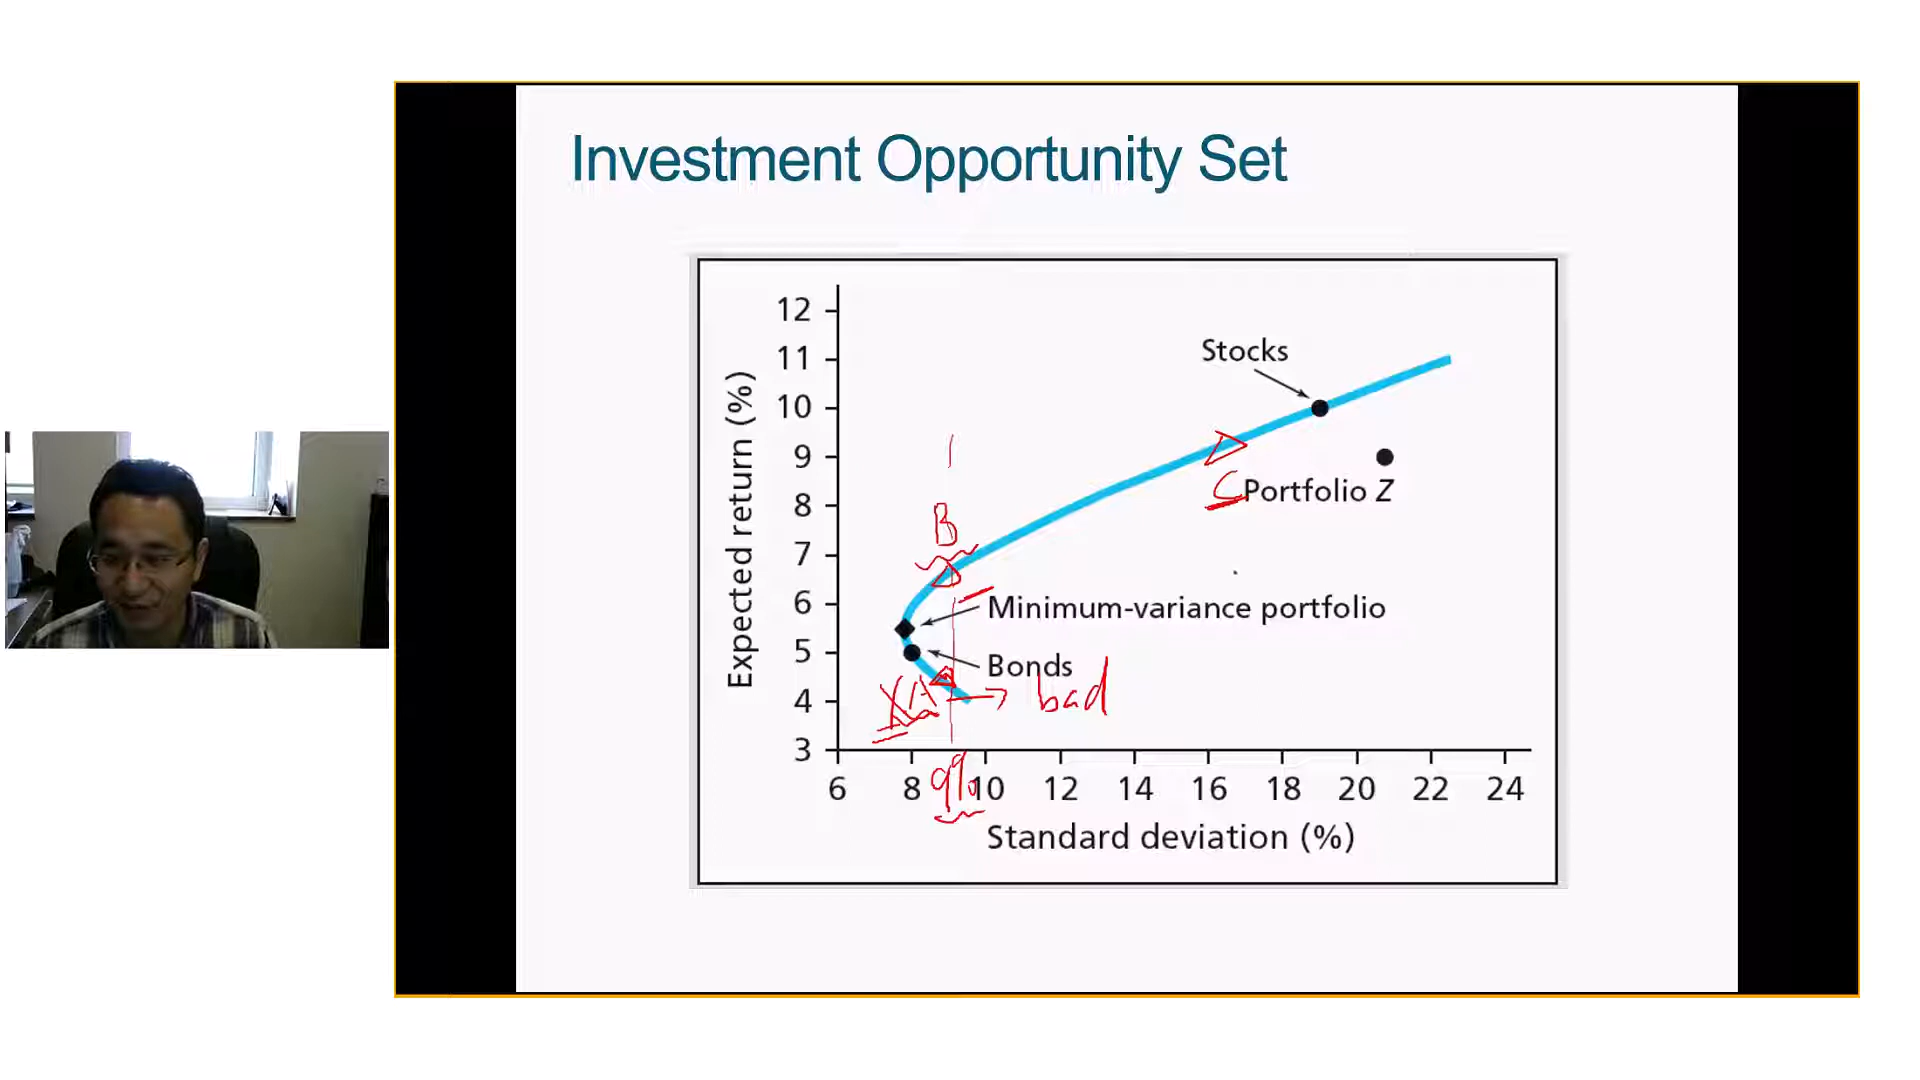 Investment Opportunity Set
Expected return (%)
12
11
10
9
8
7
6
5
4
3
Stocks
C Portfolio Z
B
Minimum-variance portfolio
Bonds
A → bad
6 8 9% 10 12 14 16 18 20 22 24
Standard deviation (%)